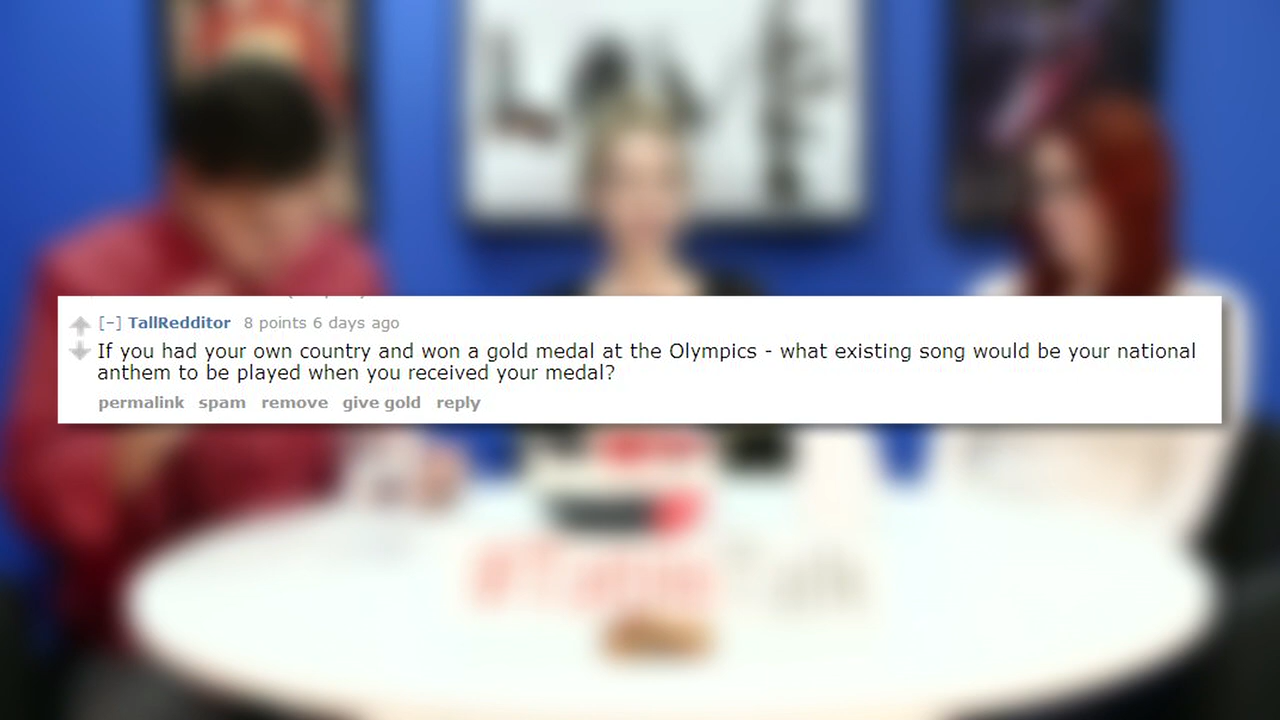 [–] TallRedditor 8 points 6 days ago
If you had your own country and won a gold medal at the Olympics - what existing song would be your national
anthem to be played when you received your medal?
permalink spam remove give gold reply
#TableTalk